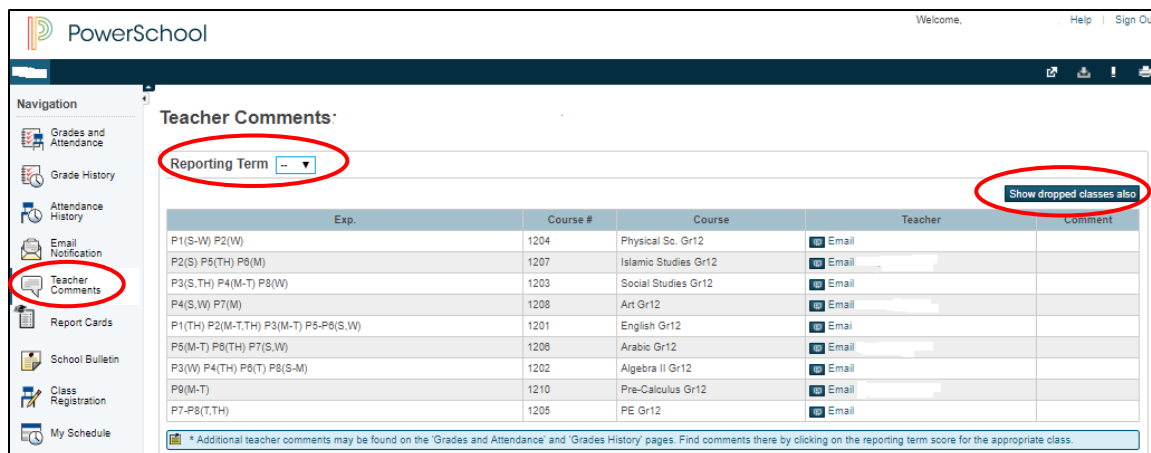 PowerSchool
Welcome, Help | Sign Ou
Navigation
Grades and Attendance
Grade History
Attendance History
Email Notification
Teacher Comments
Report Cards
School Bulletin
Class Registration
My Schedule
Teacher Comments
Reporting Term --
Show dropped classes also
Exp. Course # Course Teacher Comment
P1(S-W) P2(W) 1204 Physical Sc. Gr12 Email
P2(S) P5(TH) P6(M) 1207 Islamic Studies Gr12 Email
P3(S,TH) P4(M-T) P8(W) 1203 Social Studies Gr12 Email
P4(S,W) P7(M) 1208 Art Gr12 Email
P1(TH) P2(M-T,TH) P3(M-T) P5-P6(S,W) 1201 English Gr12 Emai
P5(M-T) P6(TH) P7(S,W) 1206 Arabic Gr12 Email
P3(W) P4(TH) P6(T) P8(S-M) 1202 Algebra II Gr12 Email
P9(M-T) 1210 Pre-Calculus Gr12 Email
P7-P8(T,TH) 1205 PE Gr12 Email
* Additional teacher comments may be found on the 'Grades and Attendance' and 'Grades History' pages. Find comments there by clicking on the reporting term score for the appropriate class.